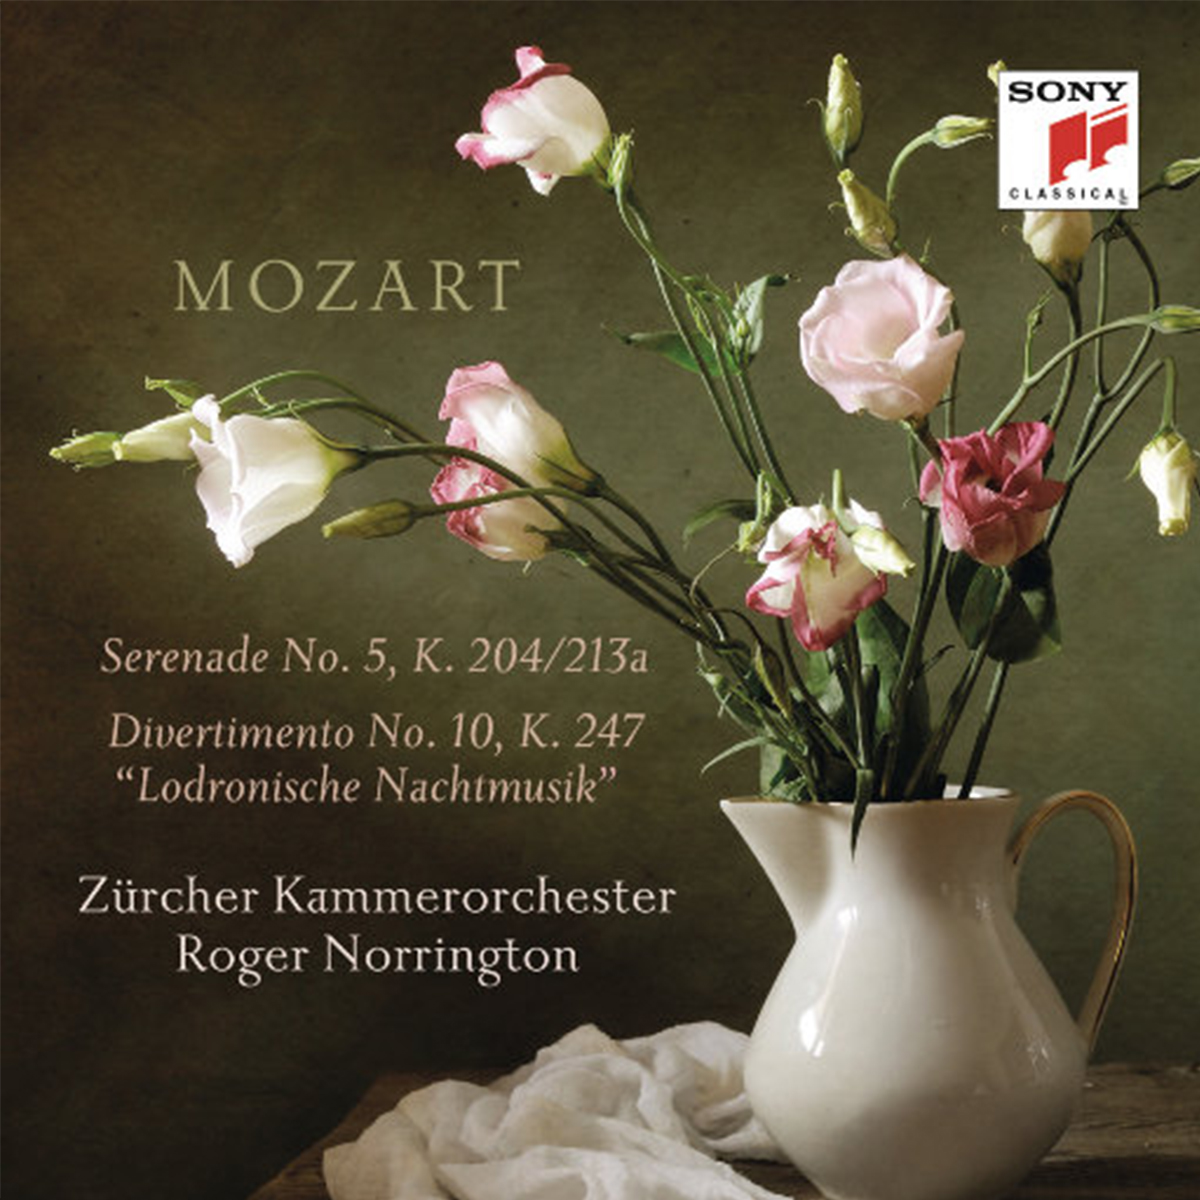 SONY
CLASSICAL
MOZART
Serenade No. 5, K. 204/213a
Divertimento No. 10, K. 247
“Lodronische Nachtmusik”
Zürcher Kammerorchester
Roger Norrington